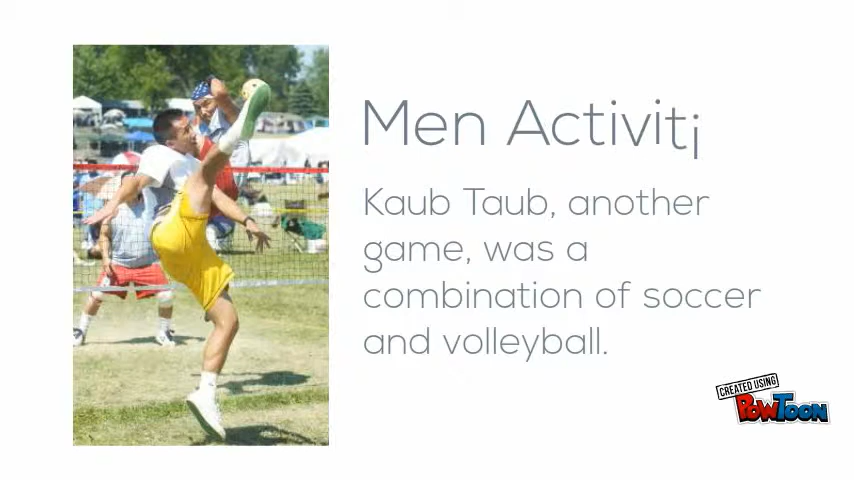 Men Activiti
Kaub Taub, another
game, was a
combination of soccer
and volleyball.
CREATED USING
POWTOON